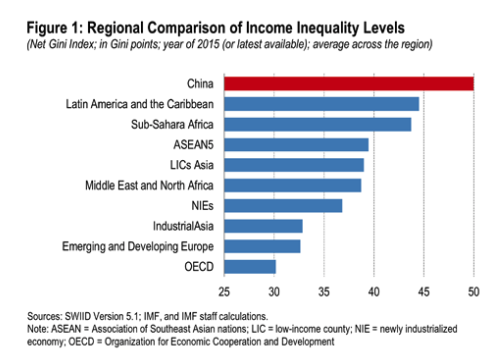 Figure 1: Regional Comparison of Income Inequality Levels
(Net Gini Index; in Gini points; year of 2015 (or latest available); average across the region)
China
Latin America and the Caribbean
Sub-Sahara Africa
ASEAN5
LICs Asia
Middle East and North Africa
NIEs
IndustrialAsia
Emerging and Developing Europe
OECD
25 30 35 40 45 50
Sources: SWIID Version 5.1; IMF, and IMF staff calculations.
Note: ASEAN = Association of Southeast Asian nations; LIC = low-income county; NIE = newly industrialized
economy; OECD = Organization for Economic Cooperation and Development